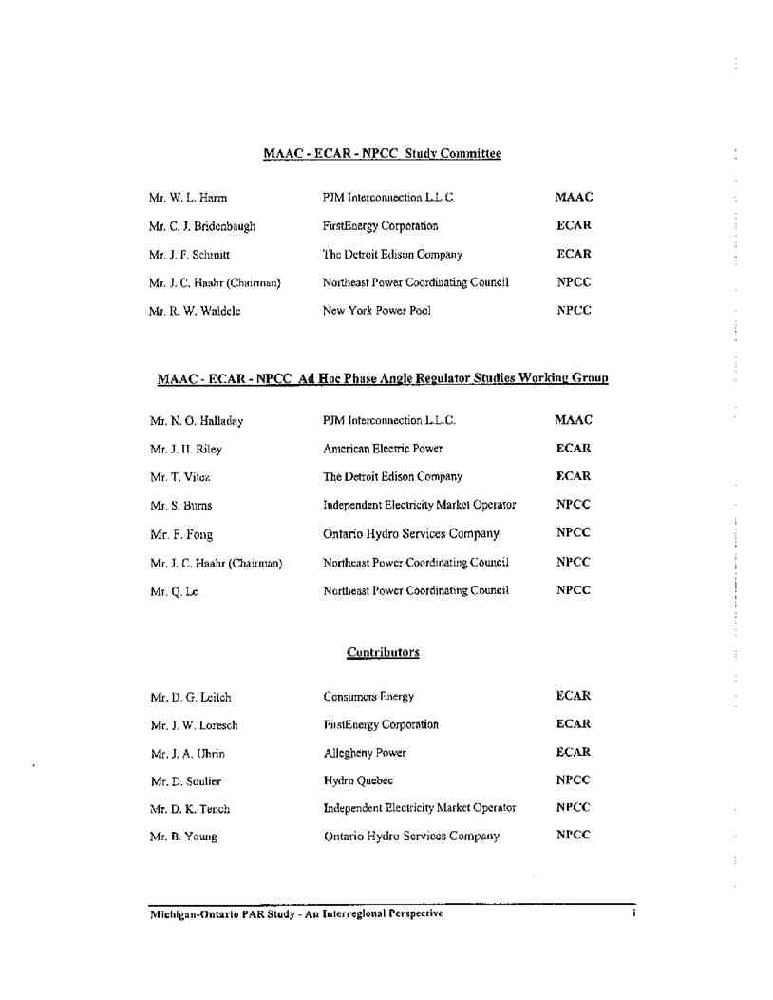 MAAC - ECAR - NPCC Study Committee
Mr. W. L. Harm PJM Interconnection L.L.C. MAAC
Mr. C. J. Bridenbaugh FirstEnergy Corporation ECAR
Mr. J. F. Schmitt The Detroit Edison Company ECAR
Mr. J. C. Haahr (Chairman) Northeast Power Coordinating Council NPCC
Mr. R. W. Waldele New York Power Pool NPCC
MAAC - ECAR - NPCC Ad Hoc Phase Angle Regulator Studies Working Group
Mr. N. O. Halladay PJM Interconnection L.L.C. MAAC
Mr. J. H. Riley American Electric Power ECAR
Mr. T. Vitez The Detroit Edison Company ECAR
Mr. S. Burns Independent Electricity Market Operator NPCC
Mr. F. Fong Ontario Hydro Services Company NPCC
Mr. J. C. Haahr (Chairman) Northeast Power Coordinating Council NPCC
Mr. Q. Le Northeast Power Coordinating Council NPCC
Contributors
Mr. D. G. Leitch Consumers Energy ECAR
Mr. J. W. Loresch FirstEnergy Corporation ECAR
Mr. J. A. Uhrin Allegheny Power ECAR
Mr. D. Soulier Hydro Quebec NPCC
Mr. D. K. Tench Independent Electricity Market Operator NPCC
Mr. B. Young Ontario Hydro Services Company NPCC
Michigan-Ontario PAR Study - An Interregional Perspective i